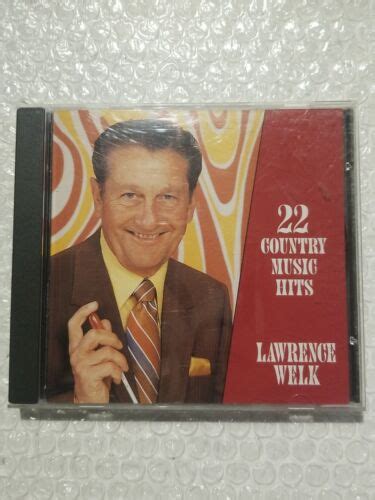 22
COUNTRY
MUSIC
HITS
LAWRENCE
WELK